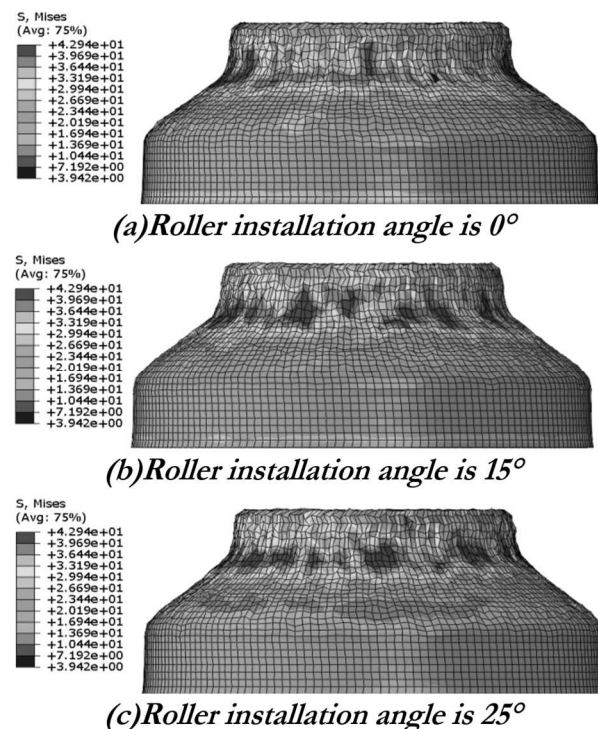 S, Mises
(Avg: 75%)
+4.294e+01
+3.969e+01
+3.644e+01
+3.319e+01
+2.994e+01
+2.669e+01
+2.344e+01
+2.019e+01
+1.694e+01
+1.369e+01
+1.044e+01
+7.192e+00
+3.942e+00
(a)Roller installation angle is 0°
S, Mises
(Avg: 75%)
+4.294e+01
+3.969e+01
+3.644e+01
+3.319e+01
+2.994e+01
+2.669e+01
+2.344e+01
+2.019e+01
+1.694e+01
+1.369e+01
+1.044e+01
+7.192e+00
+3.942e+00
(b)Roller installation angle is 15°
S, Mises
(Avg: 75%)
+4.294e+01
+3.969e+01
+3.644e+01
+3.319e+01
+2.994e+01
+2.669e+01
+2.344e+01
+2.019e+01
+1.694e+01
+1.369e+01
+1.044e+01
+7.192e+00
+3.942e+00
(c)Roller installation angle is 25°